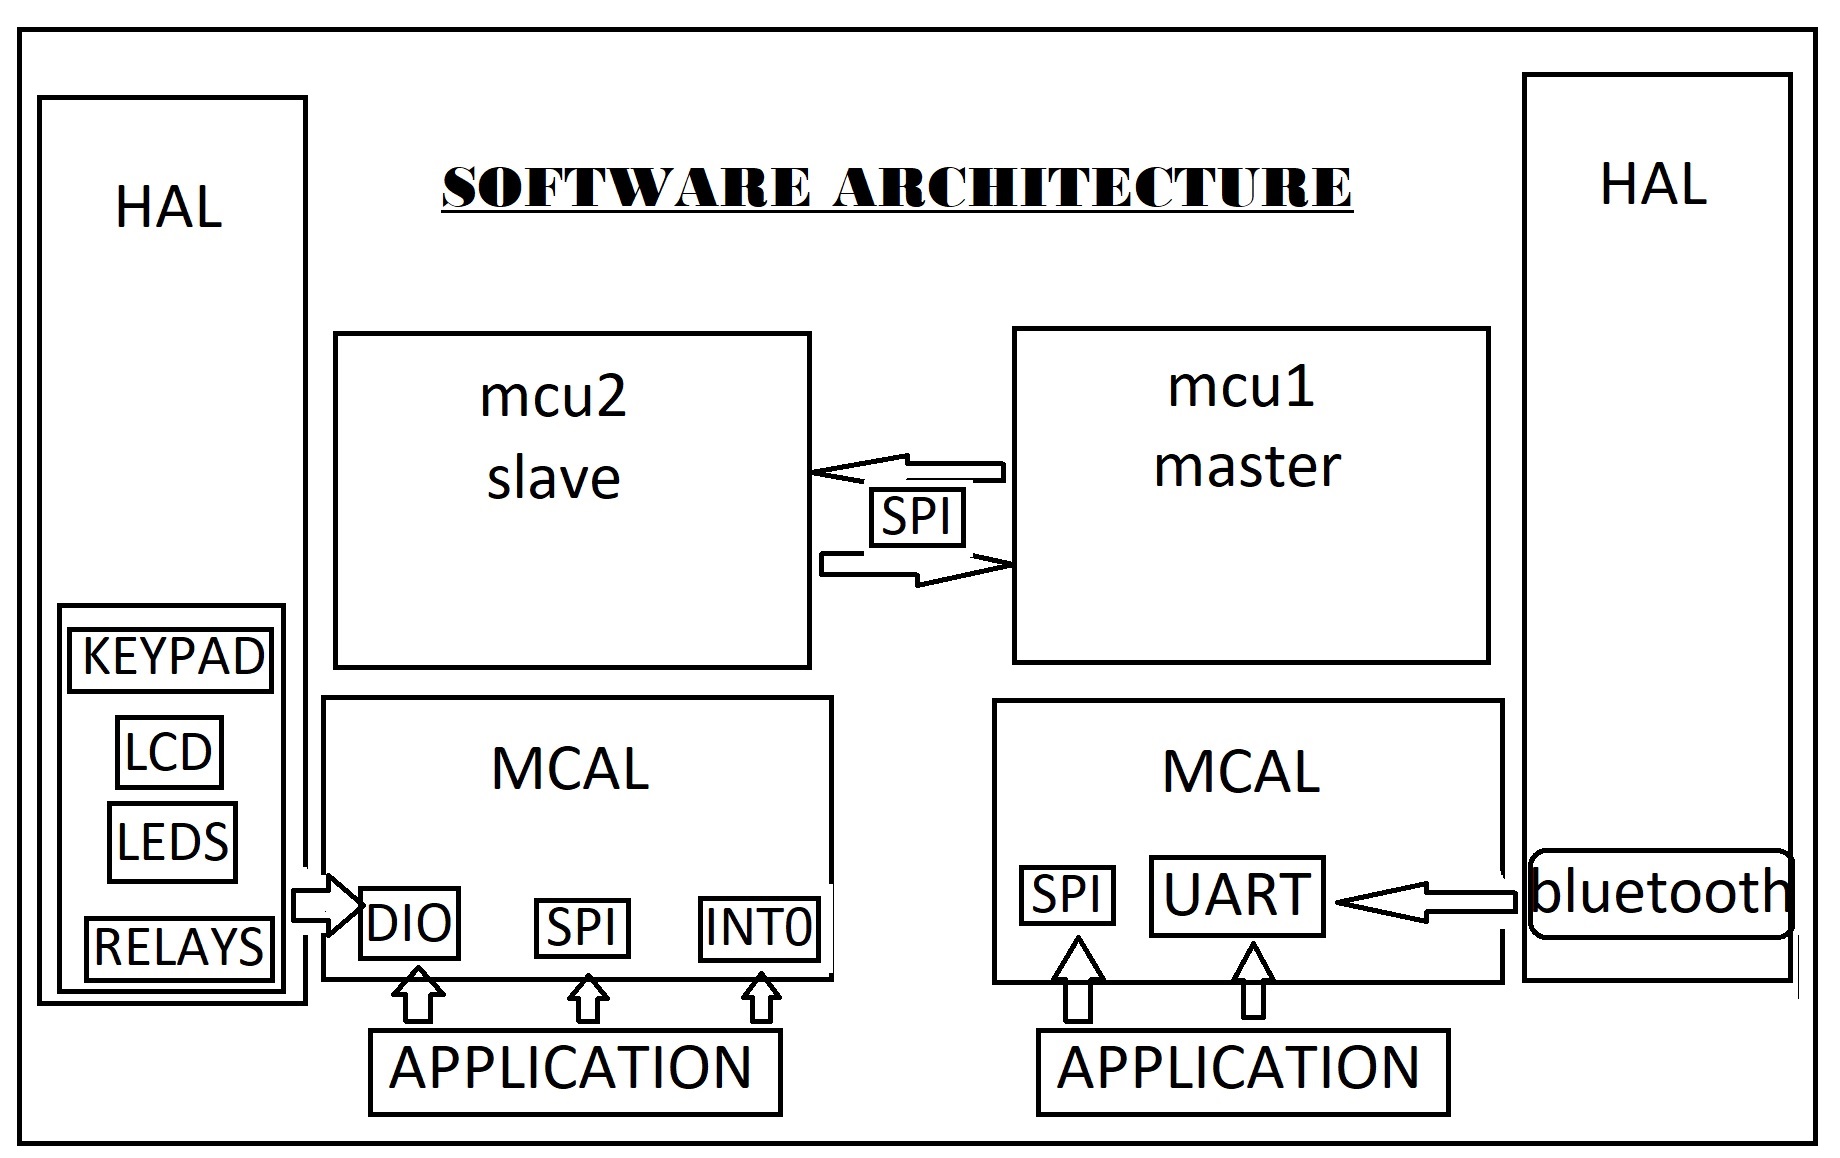 SOFTWARE ARCHITECTURE
HAL
KEYPAD
LCD
LEDS
RELAYS
mcu2
slave
SPI
mcu1
master
MCAL
DIO
SPI
INT0
APPLICATION
MCAL
SPI
UART
APPLICATION
HAL
bluetooth